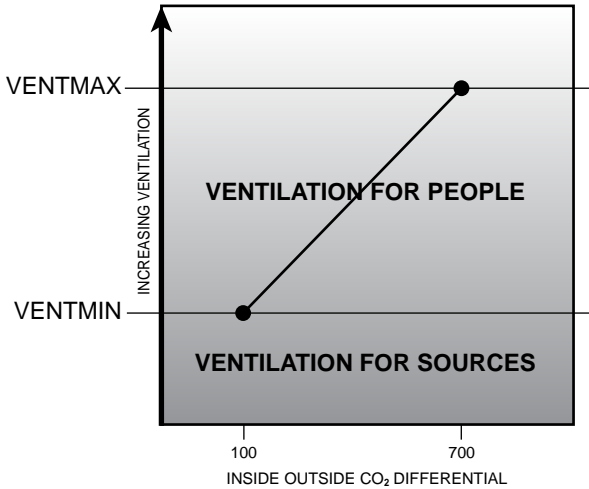 VENTMAX
INCREASING VENTILATION
VENTILATION FOR PEOPLE
VENTMIN
VENTILATION FOR SOURCES
100
700
INSIDE OUTSIDE CO₂ DIFFERENTIAL